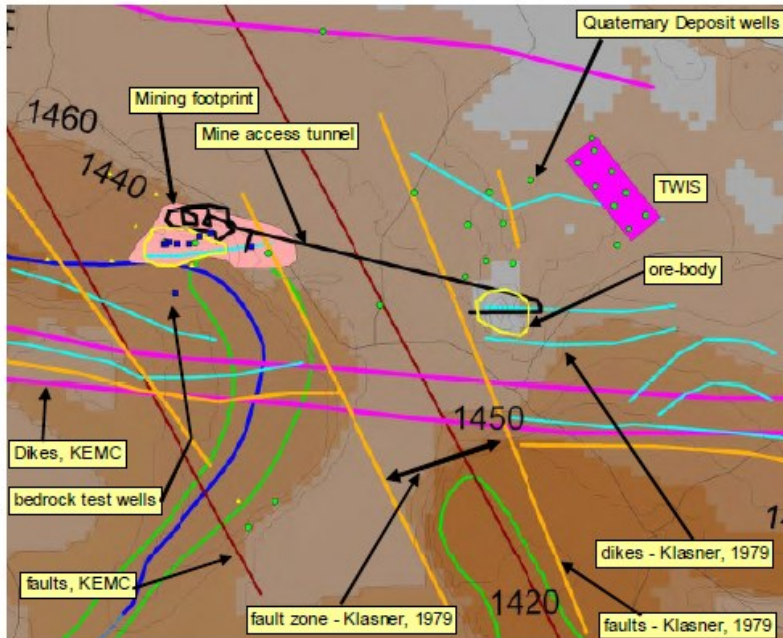 Quaternary Deposit wells
Mining footprint
1460
Mine access tunnel
1440
TWIS
ore-body
1450
Dikes, KEMC
bedrock test wells
dikes - Klasner, 1979
faults, KEMC
1420
fault zone - Klasner, 1979
faults - Klasner, 1979